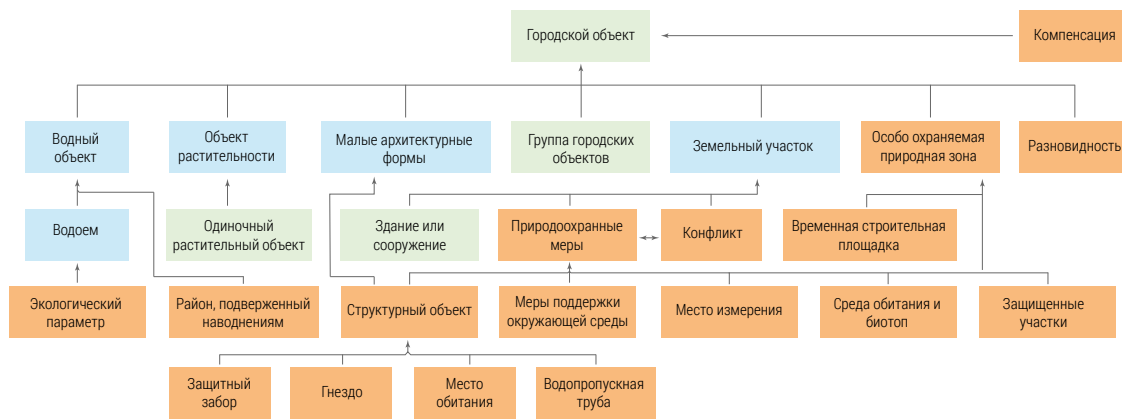 Городской объект
Компенсация
Водный
объект
Объект
растительности
Малые архитектурные
формы
Группа городских
объектов
Земельный участок
Особо охраняемая
природная зона
Разновидность
Водоем
Одиночный
растительный объект
Здание или
сооружение
Природоохранные
меры
Конфликт
Временная строительная
площадка
Экологический
параметр
Район, подверженный
наводнениям
Структурный объект
Меры поддержки
окружающей среды
Место измерения
Среда обитания и
биотоп
Защищенные
участки
Защитный
забор
Гнездо
Место
обитания
Водопропускная
труба